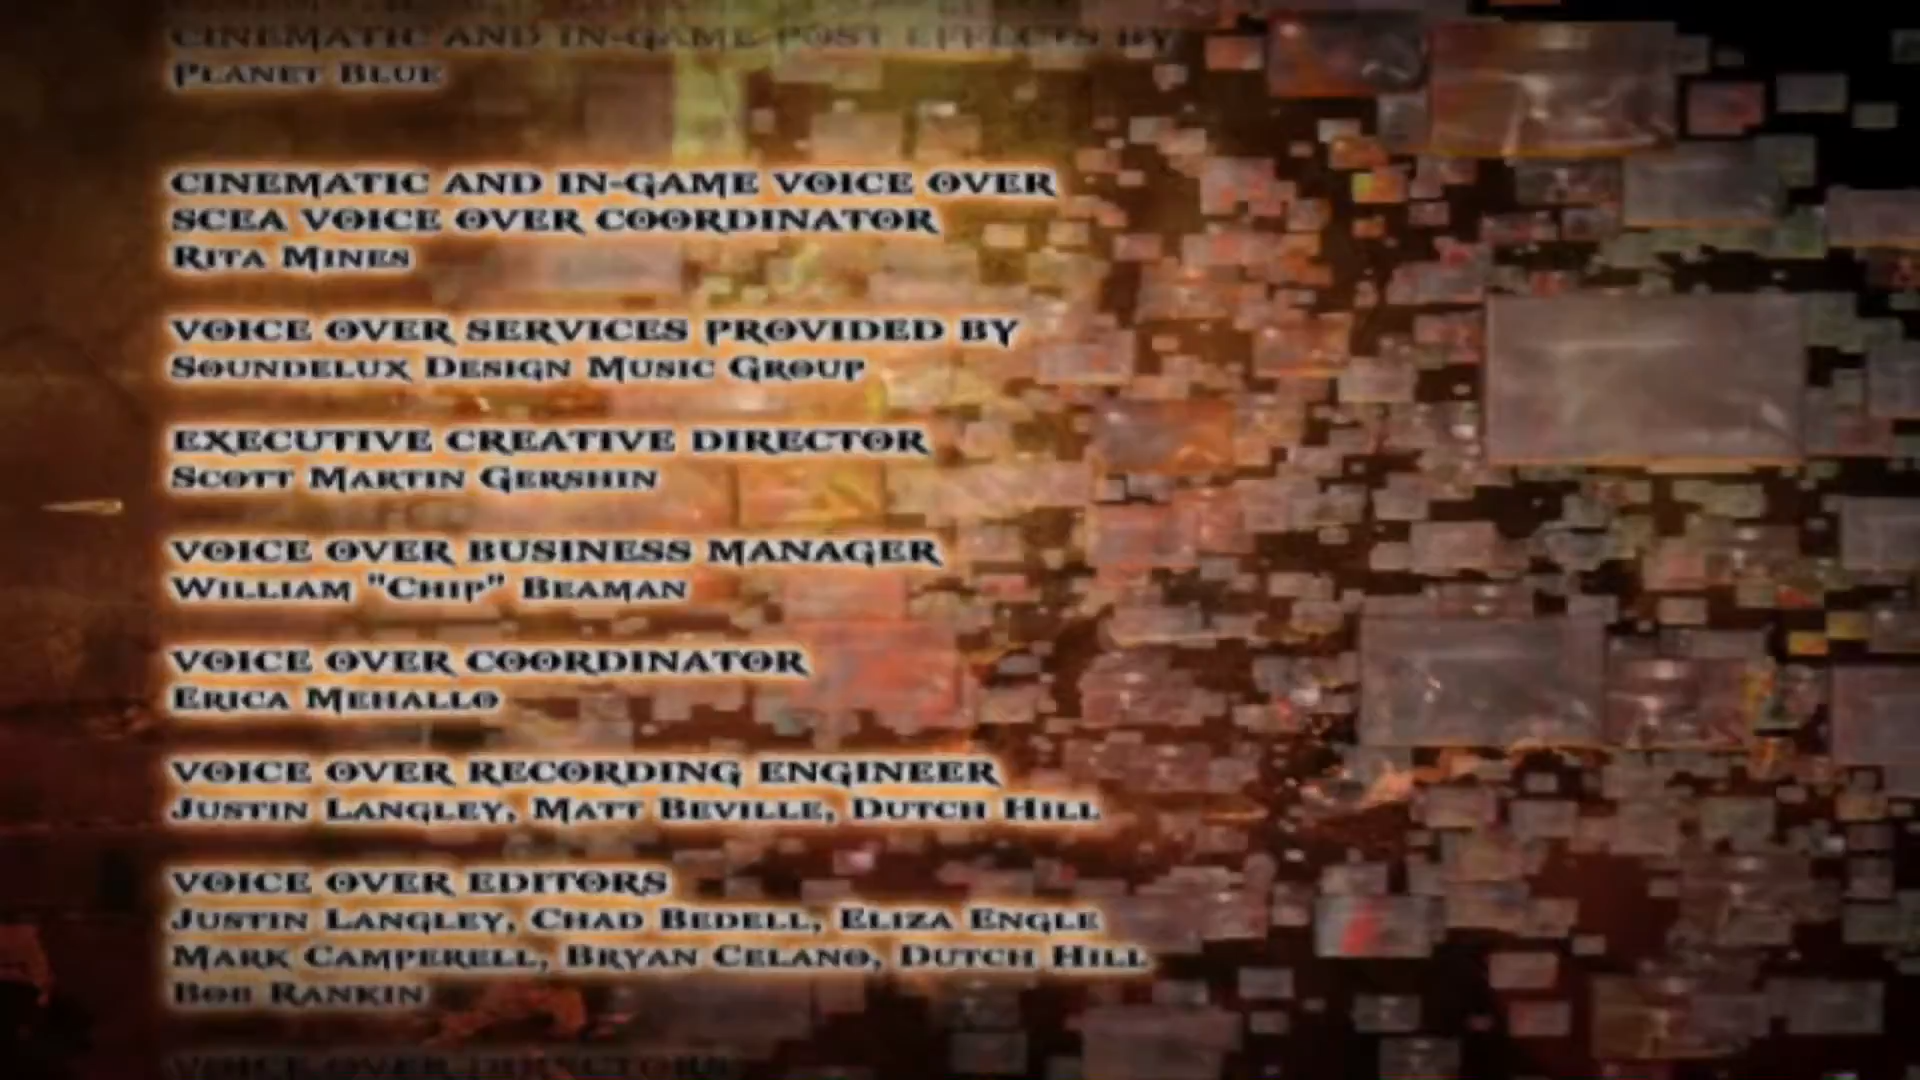 CINEMATIC AND IN-GAME POST EFFECTS BY
PLANET BLUE
CINEMATIC AND IN-GAME VOICE OVER
SCEA VOICE OVER COORDINATOR
RITA MINES
VOICE OVER SERVICES PROVIDED BY
SOUNDELUX DESIGN MUSIC GROUP
EXECUTIVE CREATIVE DIRECTOR
SCOTT MARTIN GERSHIN
VOICE OVER BUSINESS MANAGER
WILLIAM "CHIP" BEAMAN
VOICE OVER COORDINATOR
ERICA MEHALLO
VOICE OVER RECORDING ENGINEER
JUSTIN LANGLEY, MATT BEVILLE, DUTCH HILL
VOICE OVER EDITORS
JUSTIN LANGLEY, CHAD BEDELL, ELIZA ENGLE
MARK CAMPERELL, BRYAN CELANO, DUTCH HILL
BOB RANKIN
VOICE OVER DIRECTORS